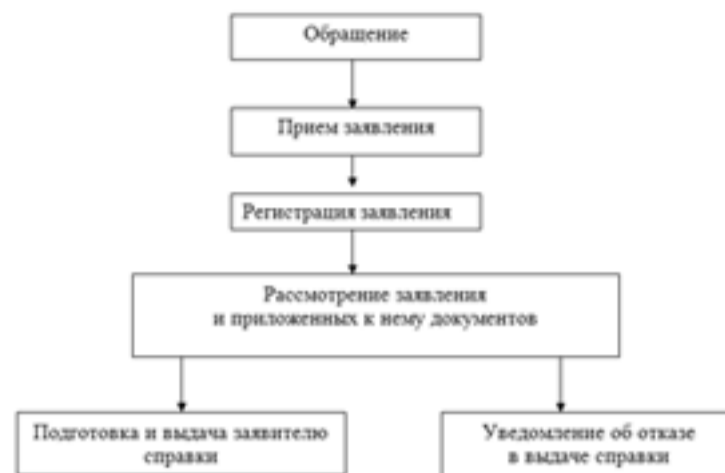 Обращение
Прием заявления
Регистрация заявления
Рассмотрение заявления
и приложенных к нему документов
Подготовка и выдача заявителю
справки
Уведомление об отказе
в выдаче справки